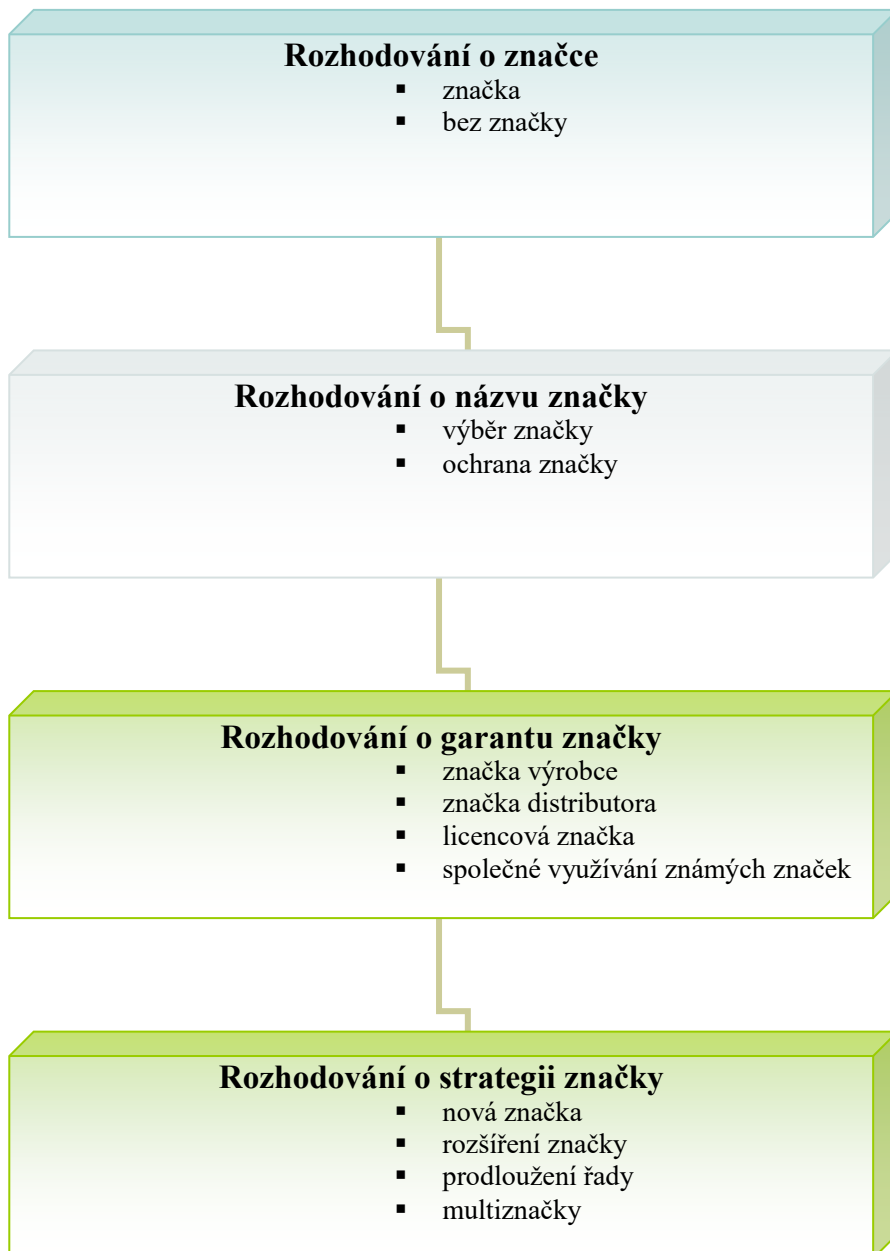 Rozhodování o značce
▪ značka
▪ bez značky
Rozhodování o názvu značky
▪ výběr značky
▪ ochrana značky
Rozhodování o garantu značky
▪ značka výrobce
▪ značka distributora
▪ licencová značka
▪ společné využívání známých značek
Rozhodování o strategii značky
▪ nová značka
▪ rozšíření značky
▪ prodloužení řady
▪ multiznačky